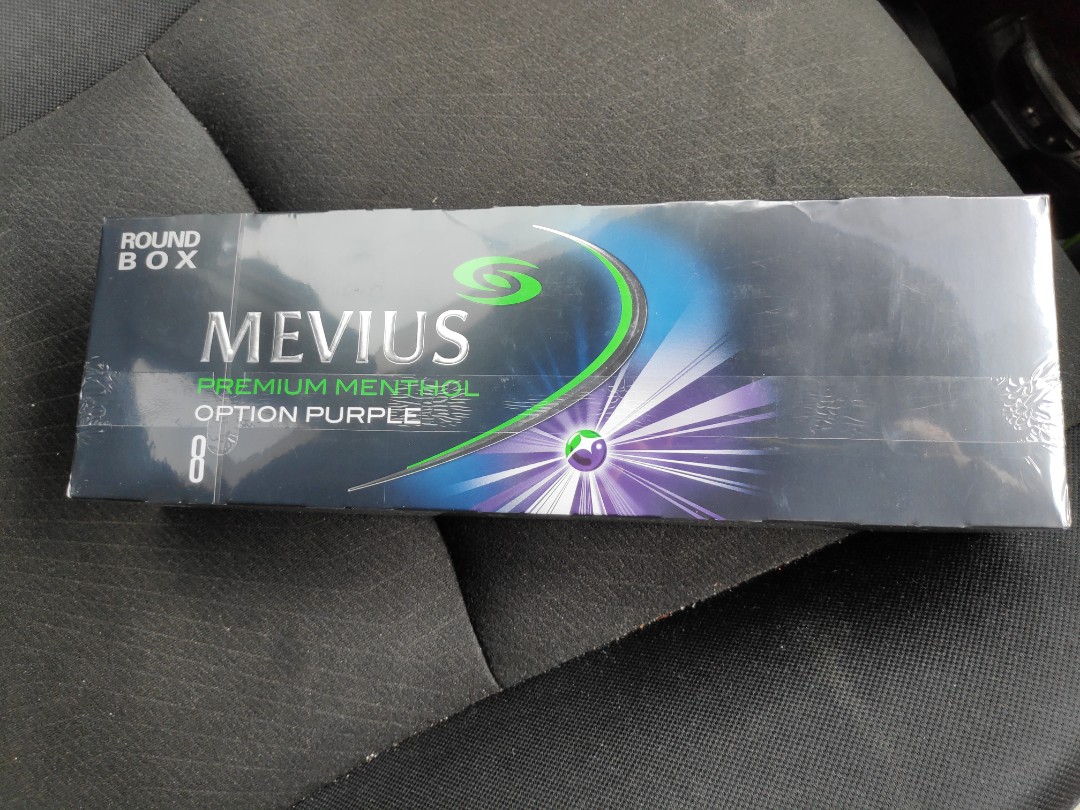 ROUND
BOX
MEVIUS
PREMIUM MENTHOL
OPTION PURPLE
8